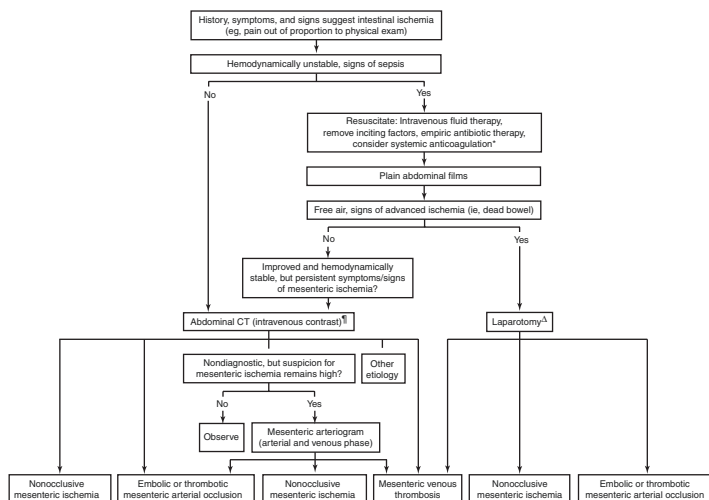 History, symptoms, and signs suggest intestinal ischemia
(eg, pain out of proportion to physical exam)
Hemodynamically unstable, signs of sepsis
No
Yes
Resuscitate: Intravenous fluid therapy,
remove inciting factors, empiric antibiotic therapy,
consider systemic anticoagulation*
Plain abdominal films
Free air, signs of advanced ischemia (ie, dead bowel)
No
Yes
Improved and hemodynamically
stable, but persistent symptoms/signs
of mesenteric ischemia?
Abdominal CT (intravenous contrast)¶
LaparotomyΔ
Nondiagnostic, but suspicion for
mesenteric ischemia remains high?
Other
etiology
No
Yes
Observe
Mesenteric arteriogram
(arterial and venous phase)
Nonocclusive
mesenteric ischemia
Embolic or thrombotic
mesenteric arterial occlusion
Nonocclusive
mesenteric ischemia
Mesenteric venous
thrombosis
Nonocclusive
mesenteric ischemia
Embolic or thrombotic
mesenteric arterial occlusion